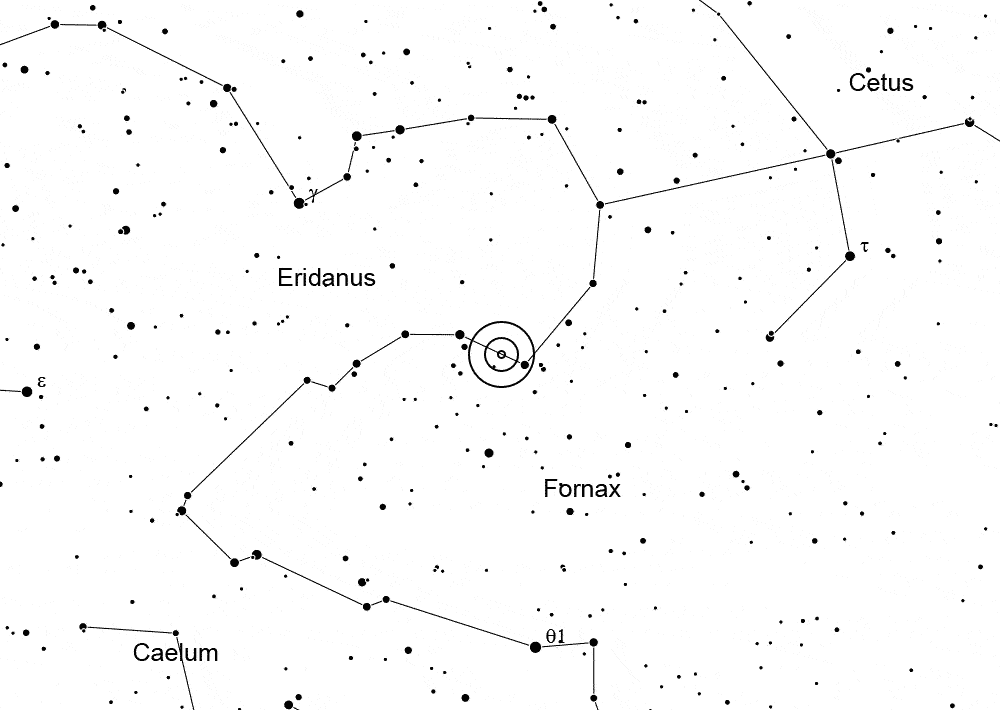 Cetus
γ
τ
Eridanus
ε
Fornax
θ1
Caelum